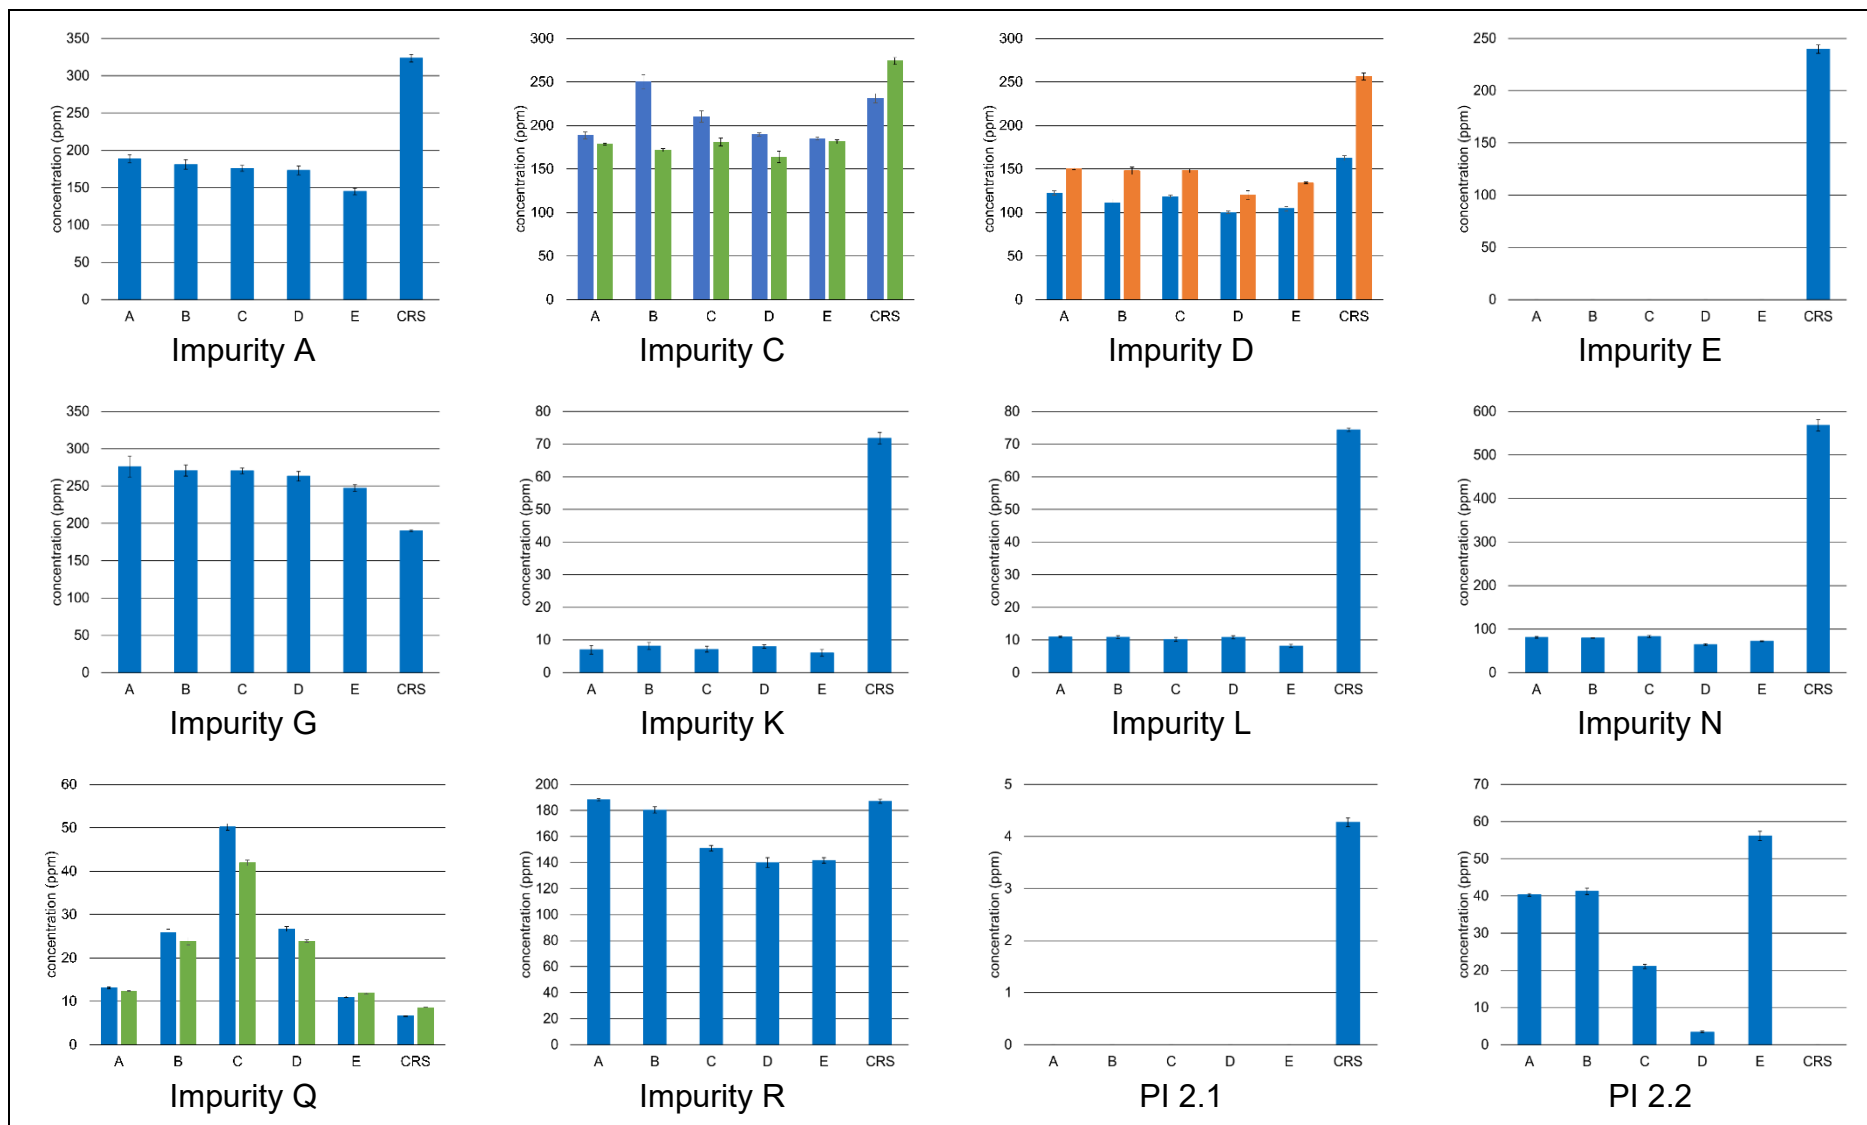 350
300
250
200
150
100
50
0
concentration (ppm)
A B C D E CRS
Impurity A
300
250
200
150
100
50
0
concentration (ppm)
A B C D E CRS
Impurity C
300
250
200
150
100
50
0
concentration (ppm)
A B C D E CRS
Impurity D
250
200
150
100
50
0
concentration (ppm)
A B C D E CRS
Impurity E
350
300
250
200
150
100
50
0
concentration (ppm)
A B C D E CRS
Impurity G
80
70
60
50
40
30
20
10
0
concentration (ppm)
A B C D E CRS
Impurity K
80
70
60
50
40
30
20
10
0
concentration (ppm)
A B C D E CRS
Impurity L
600
500
400
300
200
100
0
concentration (ppm)
A B C D E CRS
Impurity N
60
50
40
30
20
10
0
concentration (ppm)
A B C D E CRS
Impurity Q
200
180
160
140
120
100
80
60
40
20
0
concentration (ppm)
A B C D E CRS
Impurity R
5
4
3
2
1
0
concentration (ppm)
A B C D E CRS
PI 2.1
70
60
50
40
30
20
10
0
concentration (ppm)
A B C D E CRS
PI 2.2